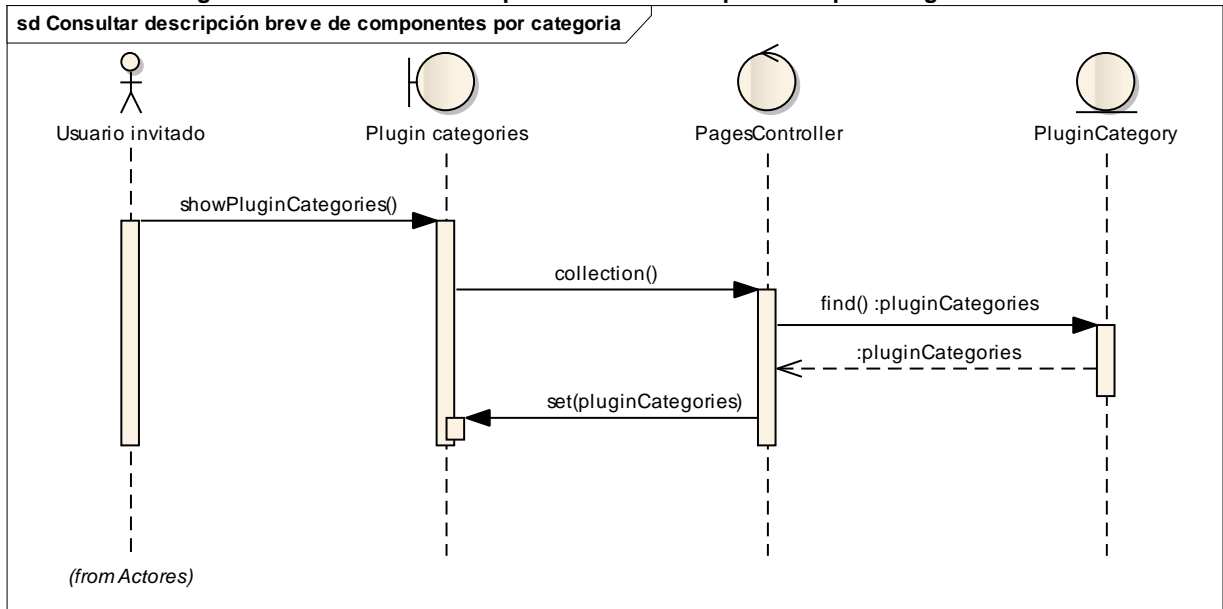 sd Consultar descripción breve de componentes por categoria
Usuario invitado
Plugin categories
PagesController
PluginCategory
showPluginCategories()
collection()
find() :pluginCategories
:pluginCategories
set(pluginCategories)
(from Actores)